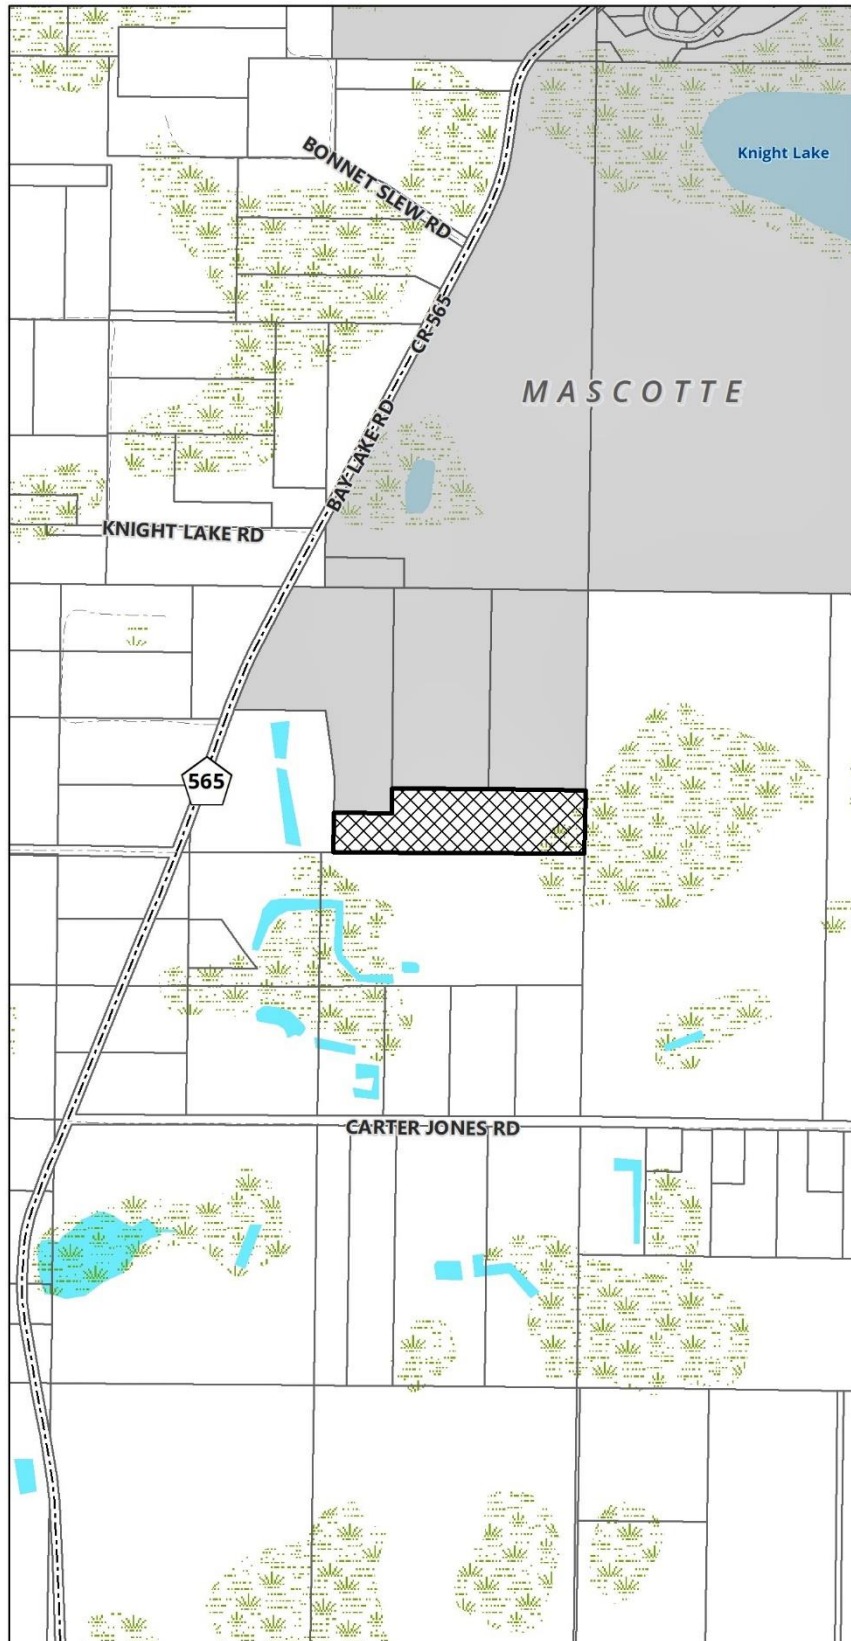 Knight Lake
BONNET SLEW RD
CR 565
MASCOTTE
BAY LAKE RD
KNIGHT LAKE RD
565
CARTER JONES RD